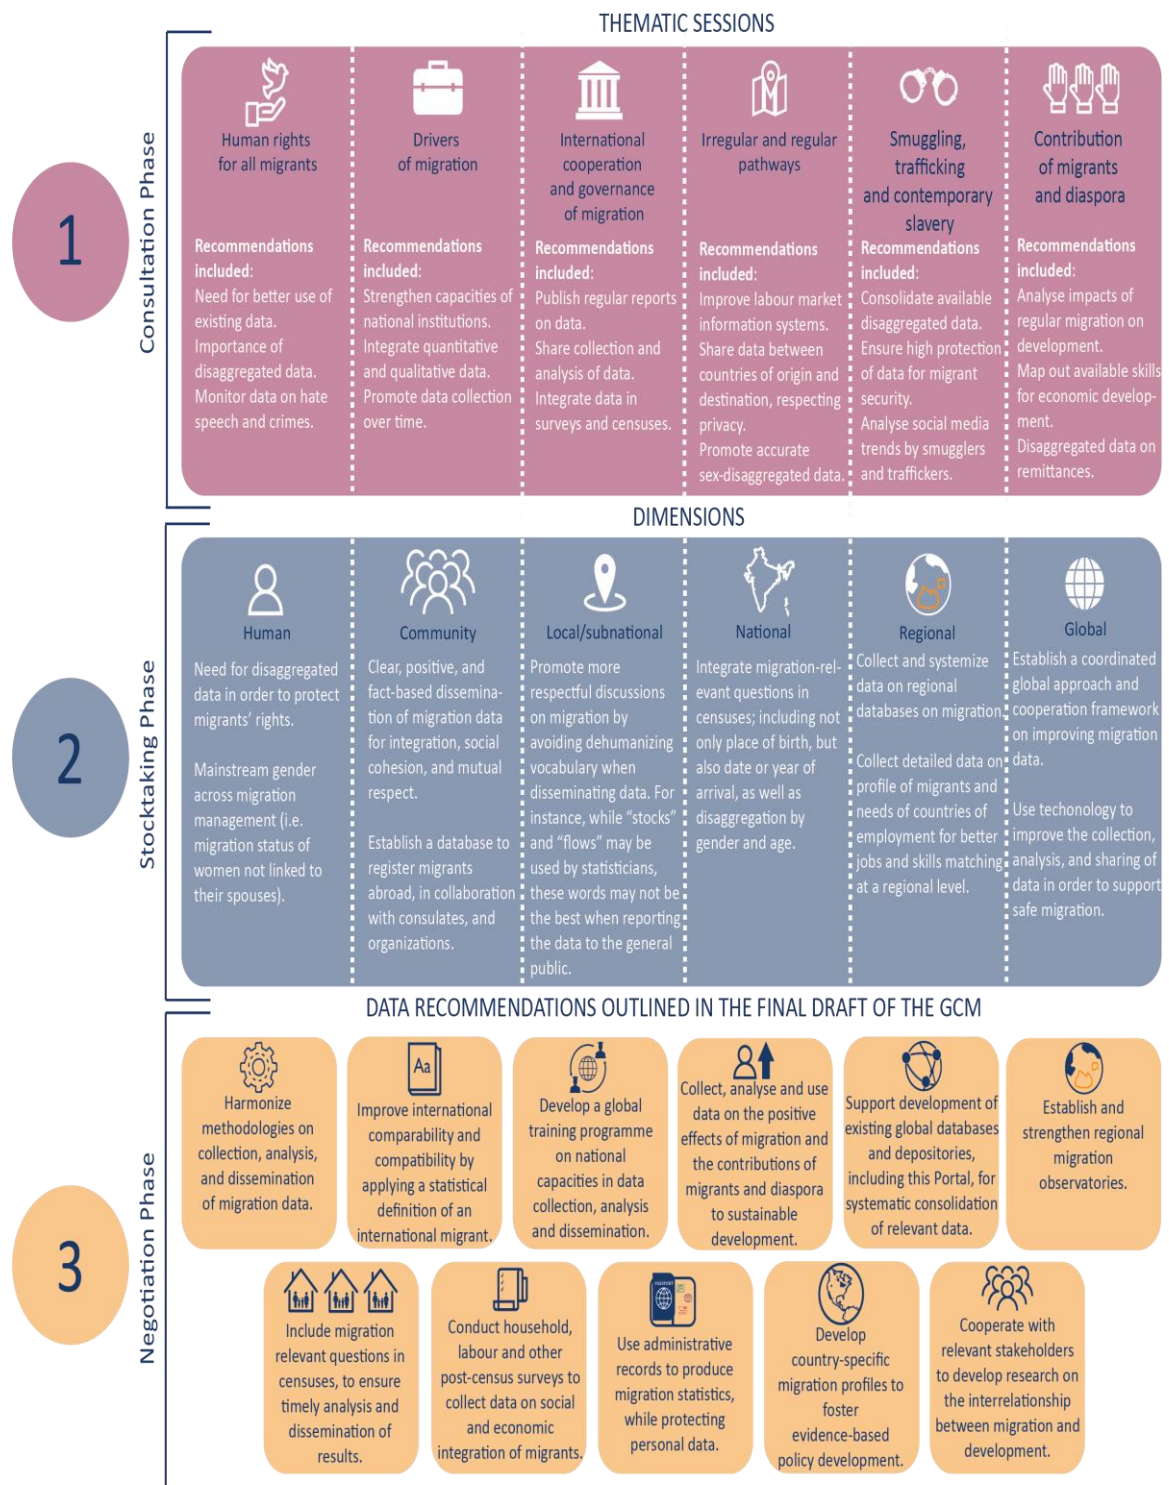 THEMATIC SESSIONS
1
Consultation Phase
Human rights
for all migrants
Recommendations
included:
Need for better use of
existing data.
Importance of
disaggregated data.
Monitor data on hate
speech and crimes.
Drivers
of migration
Recommendations
included:
Strengthen capacities of
national institutions.
Integrate quantitative
and qualitative data.
Promote data collection
over time.
International
cooperation
and governance
of migration
Recommendations
included:
Publish regular reports
on data.
Share collection and
analysis of data.
Integrate data in
surveys and censuses.
Irregular and regular
pathways
Recommendations
included:
Improve labour market
information systems.
Share data between
countries of origin and
destination, respecting
privacy.
Promote accurate
sex-disaggregated data.
Smuggling,
trafficking
and contemporary
slavery
Recommendations
included:
Consolidate available
disaggregated data.
Ensure high protection
of data for migrant
security.
Analyse social media
trends by smugglers
and traffickers.
Contribution
of migrants
and diaspora
Recommendations
included:
Analyse impacts of
regular migration on
development.
Map out available skills
for economic develop-
ment.
Disaggregated data on
remittances.
DIMENSIONS
2
Stocktaking Phase
Human
Need for disaggregated
data in order to protect
migrants' rights.
Mainstream gender
across migration
management (i.e.
migration status of
women not linked to
their spouses).
Community
Clear, positive, and
fact-based dissemina-
tion of migration data
for integration, social
cohesion, and mutual
respect.
Establish a database to
register migrants
abroad, in collaboration
with consulates, and
organizations.
Local/subnational
Promote more
respectful discussions
on migration by
avoiding dehumanizing
vocabulary when
disseminating data. For
instance, while "stocks"
and "flows" may be
used by statisticians,
these words may not be
the best when reporting
the data to the general
public.
National
Integrate migration-rel-
evant questions in
censuses; including not
only place of birth, but
also date or year of
arrival, as well as
disaggregation by
gender and age.
Regional
Collect and systemize
data on regional
databases on migration.
Collect detailed data on
profile of migrants and
needs of countries of
employment for better
jobs and skills matching
at a regional level.
Global
Establish a coordinated
global approach and
cooperation framework
on improving migration
data.
Use techonology to
improve the collection,
analysis, and sharing of
data in order to support
safe migration.
DATA RECOMMENDATIONS OUTLINED IN THE FINAL DRAFT OF THE GCM
3
Negotiation Phase
Harmonize
methodologies on
collection, analysis,
and dissemination
of migration data.
Aa
Improve international
comparability and
compatibility by
applying a statistical
definition of an
international migrant.
Develop a global
training programme
on national
capacities in data
collection, analysis
and dissemination.
Collect, analyse and use
data on the positive
effects of migration and
the contributions of
migrants and diaspora
to sustainable
development.
Support development of
existing global databases
and depositories,
including this Portal, for
systematic consolidation
of relevant data.
Establish and
strengthen regional
migration
observatories.
Include migration
relevant questions in
censuses, to ensure
timely analysis and
dissemination of
results.
Conduct household,
labour and other
post-census surveys to
collect data on social
and economic
integration of migrants.
Use administrative
records to produce
migration statistics,
while protecting
personal data.
Develop
country-specific
migration profiles to
foster
evidence-based
policy development.
Cooperate with
relevant stakeholders
to develop research on
the interrelationship
between migration and
development.